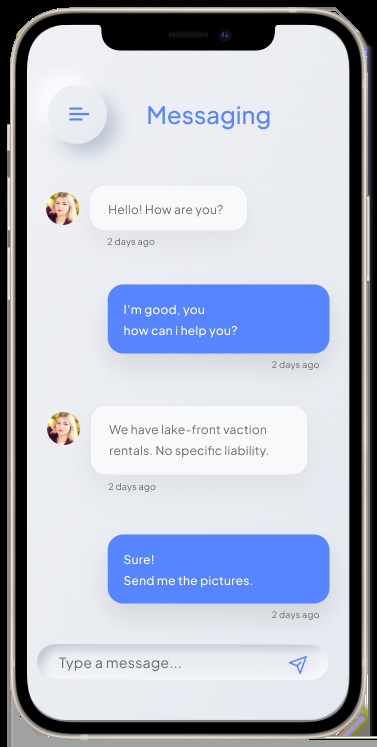 Messaging
Hello! How are you?
2 days ago
I'm good, you
how can i help you?
2 days ago
We have lake-front vaction
rentals. No specific liability.
2 days ago
Sure!
Send me the pictures.
2 days ago
Type a message...